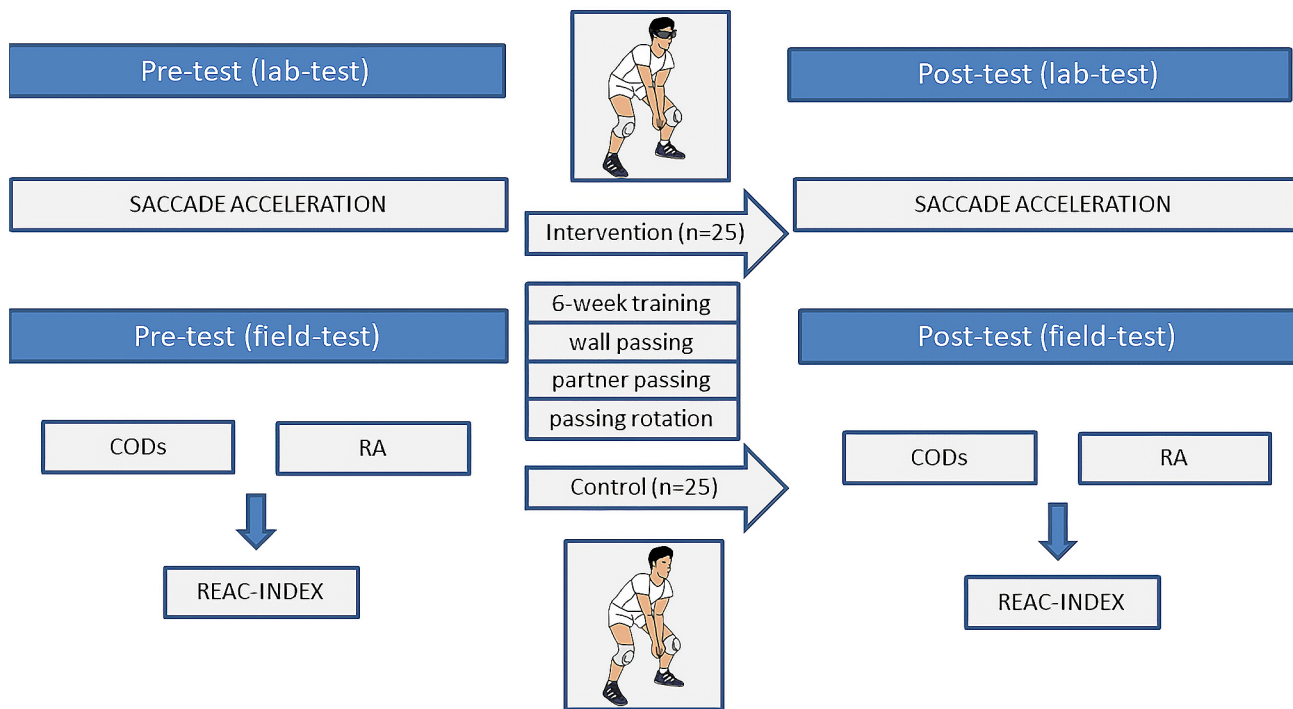 Pre-test (lab-test)
SACCADE ACCELERATION
Pre-test (field-test)
CODs
RA
REAC-INDEX
Intervention (n=25)
6-week training
wall passing
partner passing
passing rotation
Control (n=25)
Post-test (lab-test)
SACCADE ACCELERATION
Post-test (field-test)
CODs
RA
REAC-INDEX